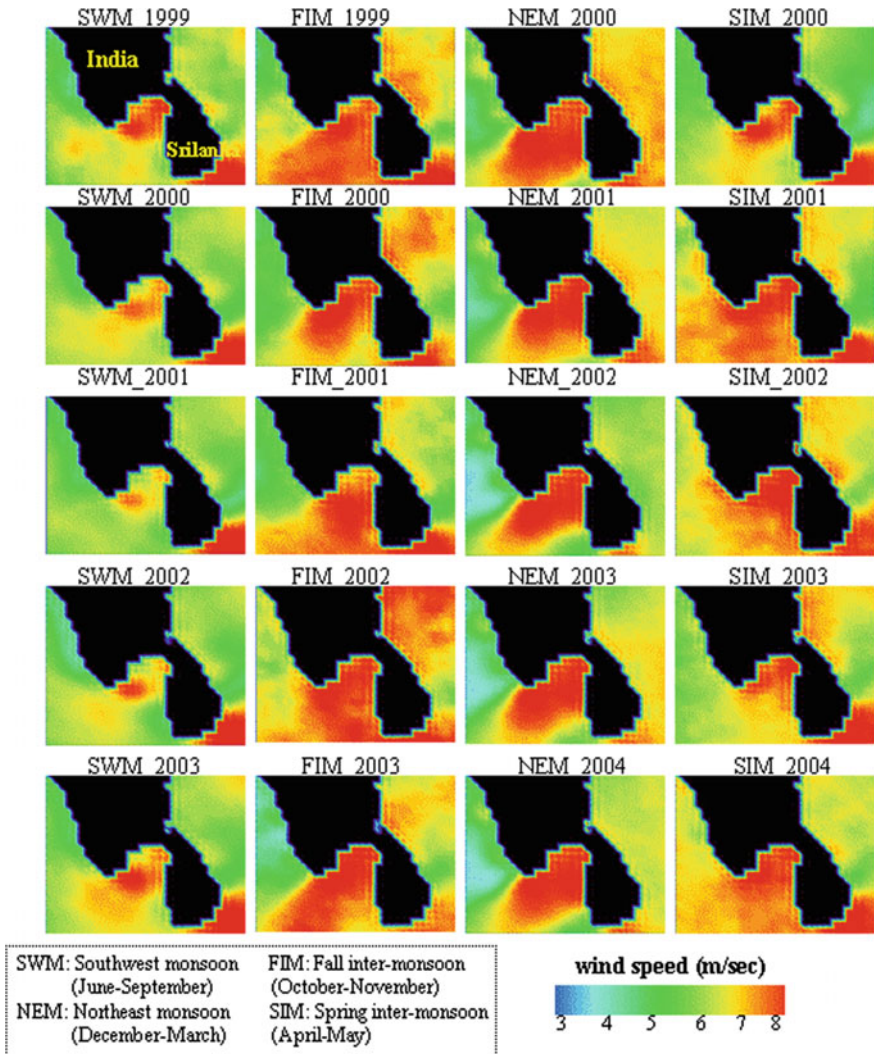 SWM_1999 FIM_1999 NEM_2000 SIM_2000
India
Srilanka
SWM_2000 FIM_2000 NEM_2001 SIM_2001
SWM_2001 FIM_2001 NEM_2002 SIM_2002
SWM_2002 FIM_2002 NEM_2003 SIM_2003
SWM_2003 FIM_2003 NEM_2004 SIM_2004
SWM: Southwest monsoon
(June-September)
NEM: Northeast monsoon
(December-March)
FIM: Fall inter-monsoon
(October-November)
SIM: Spring inter-monsoon
(April-May)
wind speed (m/sec)
3 4 5 6 7 8